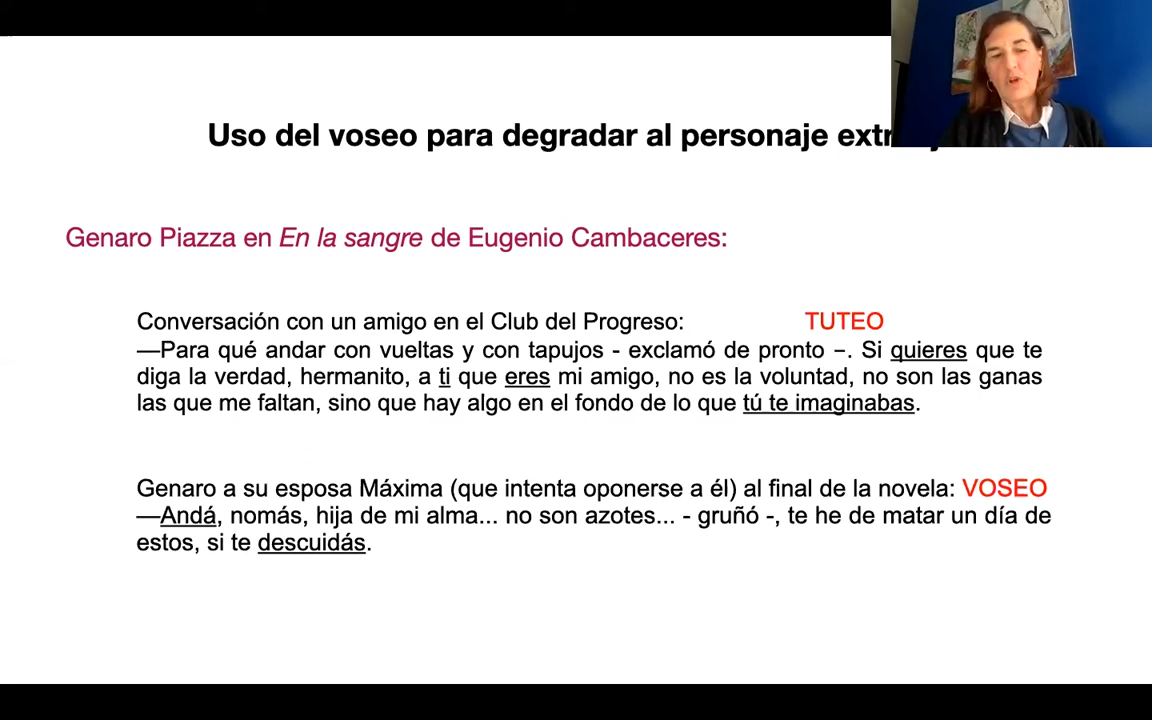 Uso del voseo para degradar al personaje
Genaro Piazza en En la sangre de Eugenio Cambaceres:
Conversación con un amigo en el Club del Progreso: TUTEO
—Para qué andar con vueltas y con tapujos - exclamó de pronto –. Si quieres que te
diga la verdad, hermanito, a ti que eres mi amigo, no es la voluntad, no son las ganas
las que me faltan, sino que hay algo en el fondo de lo que tú te imaginabas.
Genaro a su esposa Máxima (que intenta oponerse a él) al final de la novela: VOSEO
—Andá, nomás, hija de mi alma... no son azotes... - gruñó -, te he de matar un día de
estos, si te descuidás.